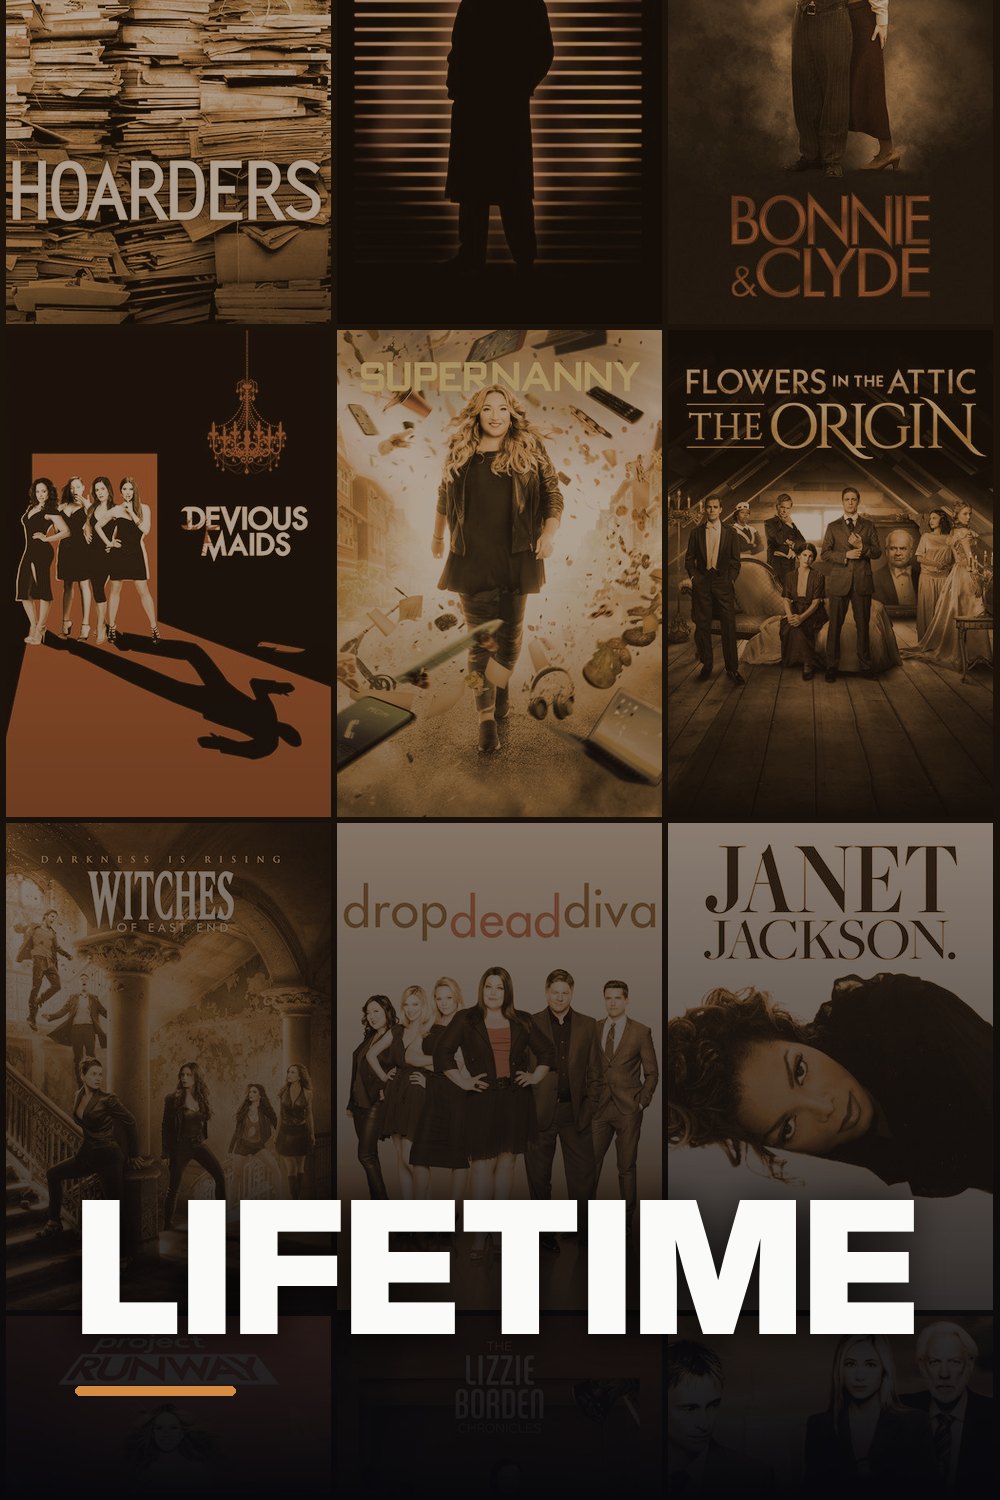 HOARDERS
BONNIE
& CLYDE
DEVIOUS
MAIDS
SUPERNANNY
FLOWERS IN THE ATTIC
THE ORIGIN
DARKNESS IS RISING
WITCHES
OF EAST END
dropdeaddiva
JANET
JACKSON.
LIFETIME
project
RUNWAY
THE
LIZZIE
BORDEN
CHRONICLES